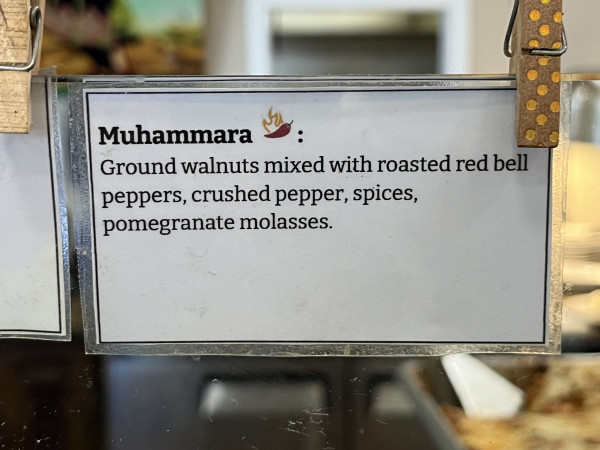 Muhammara 🌶️:
Ground walnuts mixed with roasted red bell
peppers, crushed pepper, spices,
pomegranate molasses.